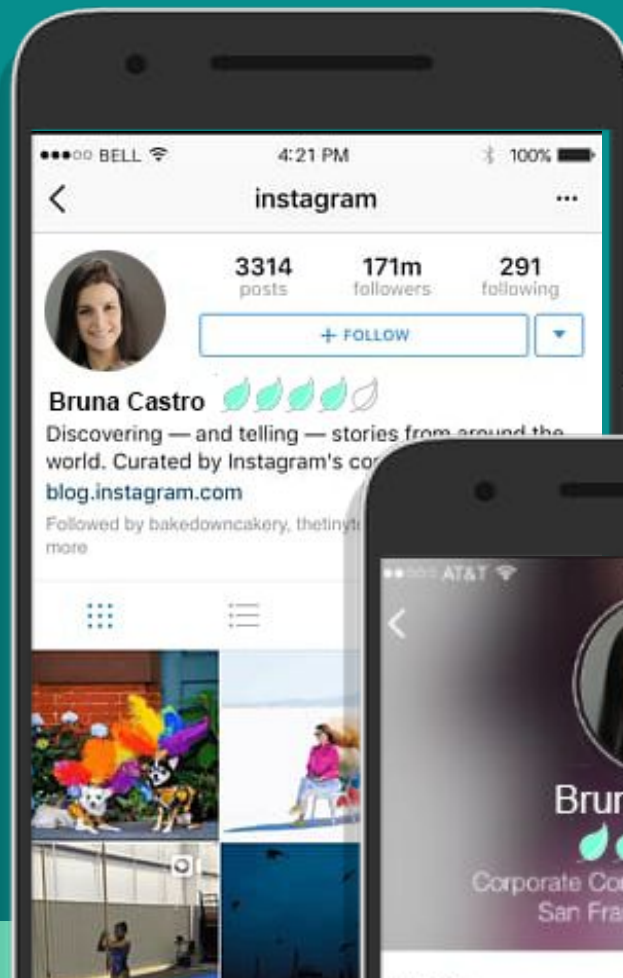 BELL 4:21 PM 100%
instagram
3314 171m 291
posts followers following
+ FOLLOW
Bruna Castro
Discovering — and telling — stories from around the
world. Curated by Instagram's
blog.instagram.com
Followed by bakedowncakery,
more
AT&T
Corporate
San